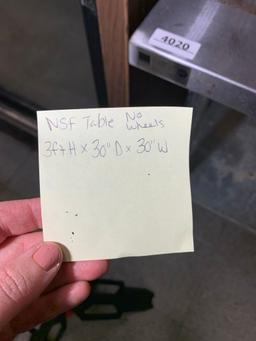 4020
NSF Table No Wheels
3ft H x 30" D x 30" W